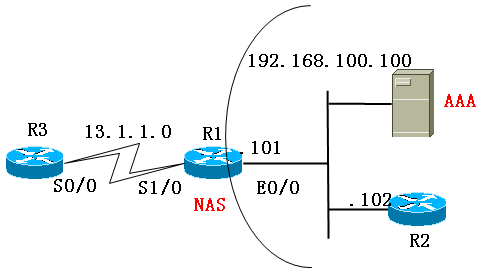 192.168.100.100
AAA
R3
13.1.1.0
R1
.101
S0/0
S1/0
E0/0
NAS
.102
R2